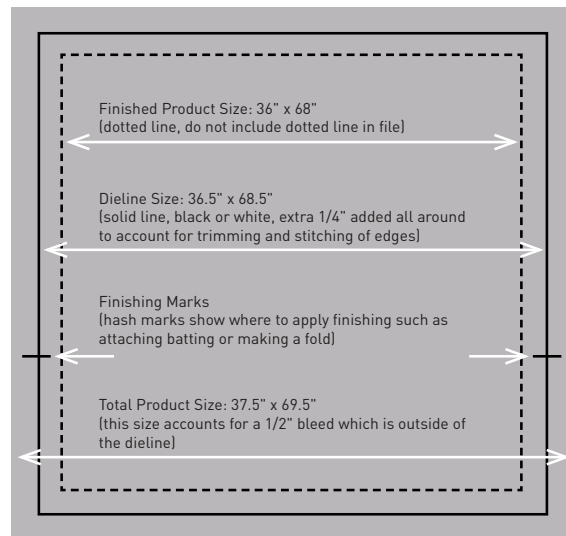 Finished Product Size: 36" x 68"
(dotted line, do not include dotted line in file)
Dieline Size: 36.5" x 68.5"
(solid line, black or white, extra 1/4" added all around
to account for trimming and stitching of edges)
Finishing Marks
(hash marks show where to apply finishing such as
attaching batting or making a fold)
Total Product Size: 37.5" x 69.5"
(this size accounts for a 1/2" bleed which is outside of
the dieline)